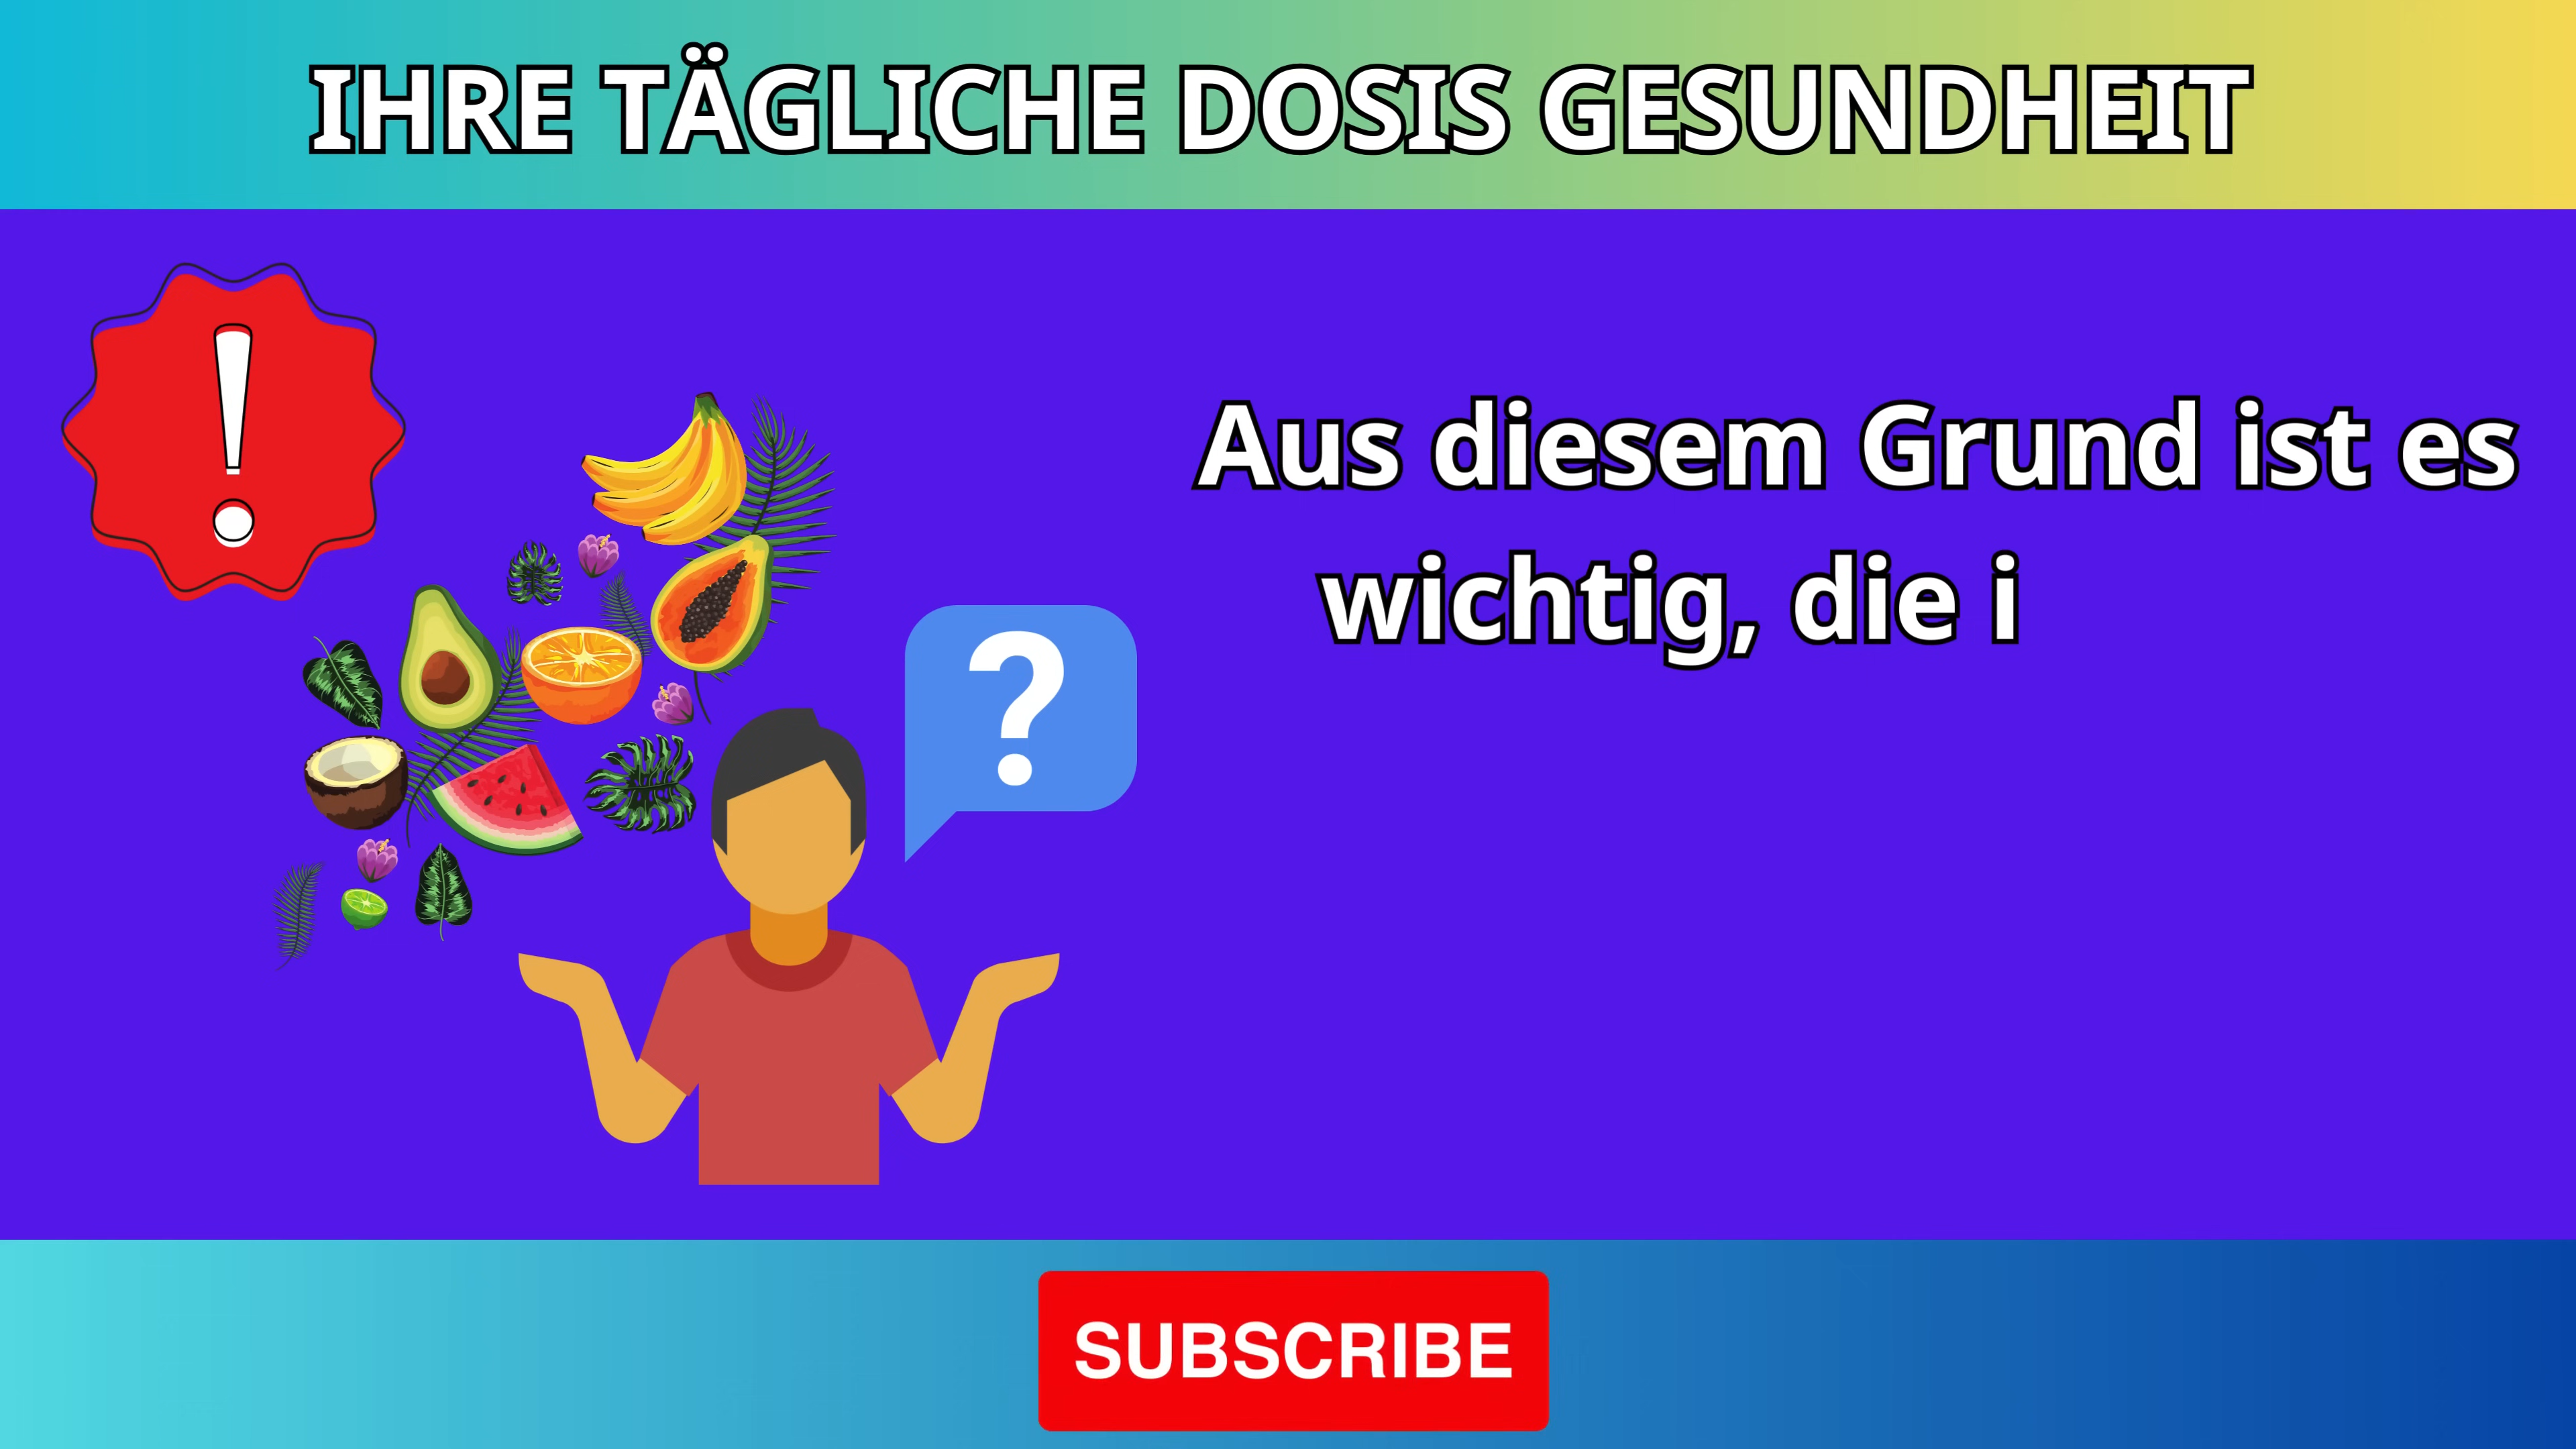 IHRE TÄGLICHE DOSIS GESUNDHEIT
!
Aus diesem Grund ist es
wichtig, die i
?
SUBSCRIBE